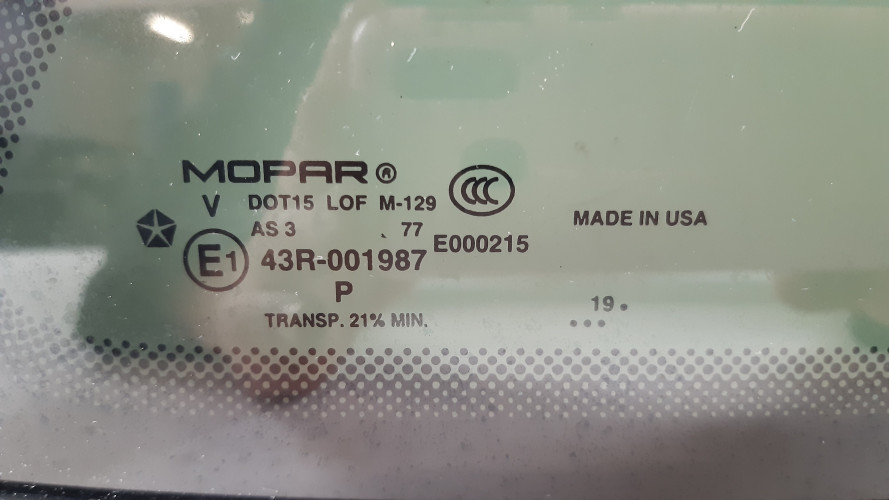 MOPAR®
V DOT15 LOF M-129 CCC
AS 3 . 77
E1 43R-001987 E000215
P
TRANSP. 21% MIN.
MADE IN USA
19.
...